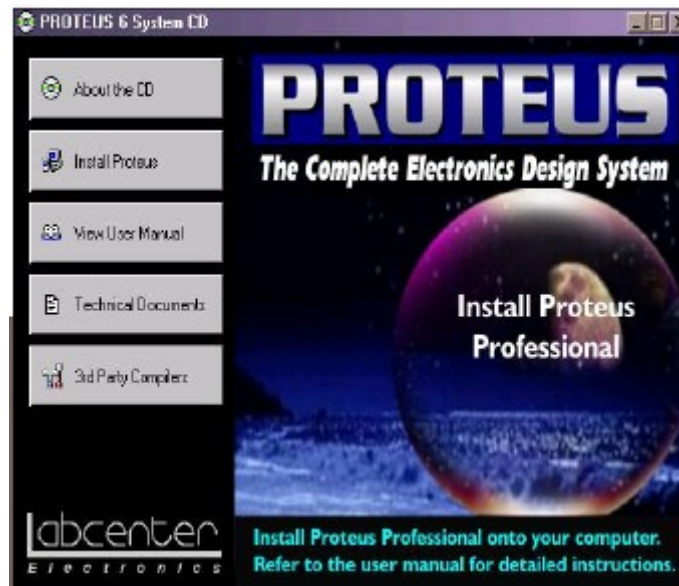 PROTEUS 6 System CD
About the CD
Install Proteus
View User Manual
Technical Documents
3rd Party Compilers
labcenter
Electronics
PROTEUS
The Complete Electronics Design System
Install Proteus
Professional
Install Proteus Professional onto your computer.
Refer to the user manual for detailed instructions.